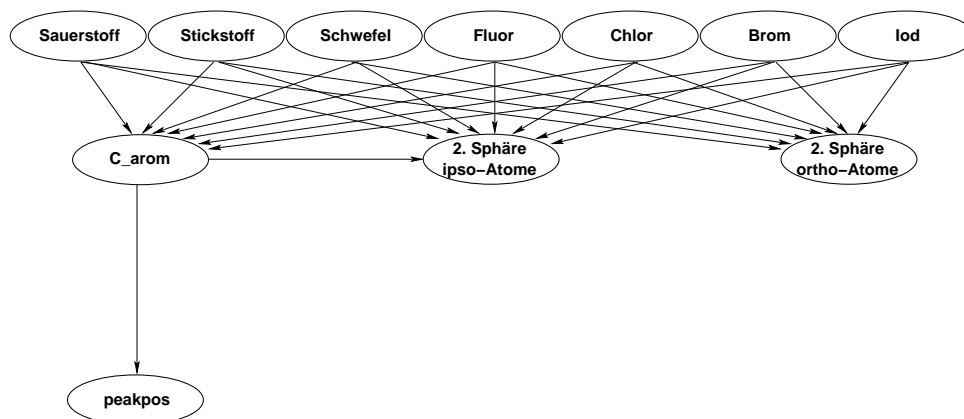 Sauerstoff
Stickstoff
Schwefel
Fluor
Chlor
Brom
Iod
C_arom
2. Sphäre
ipso−Atome
2. Sphäre
ortho−Atome
peakpos